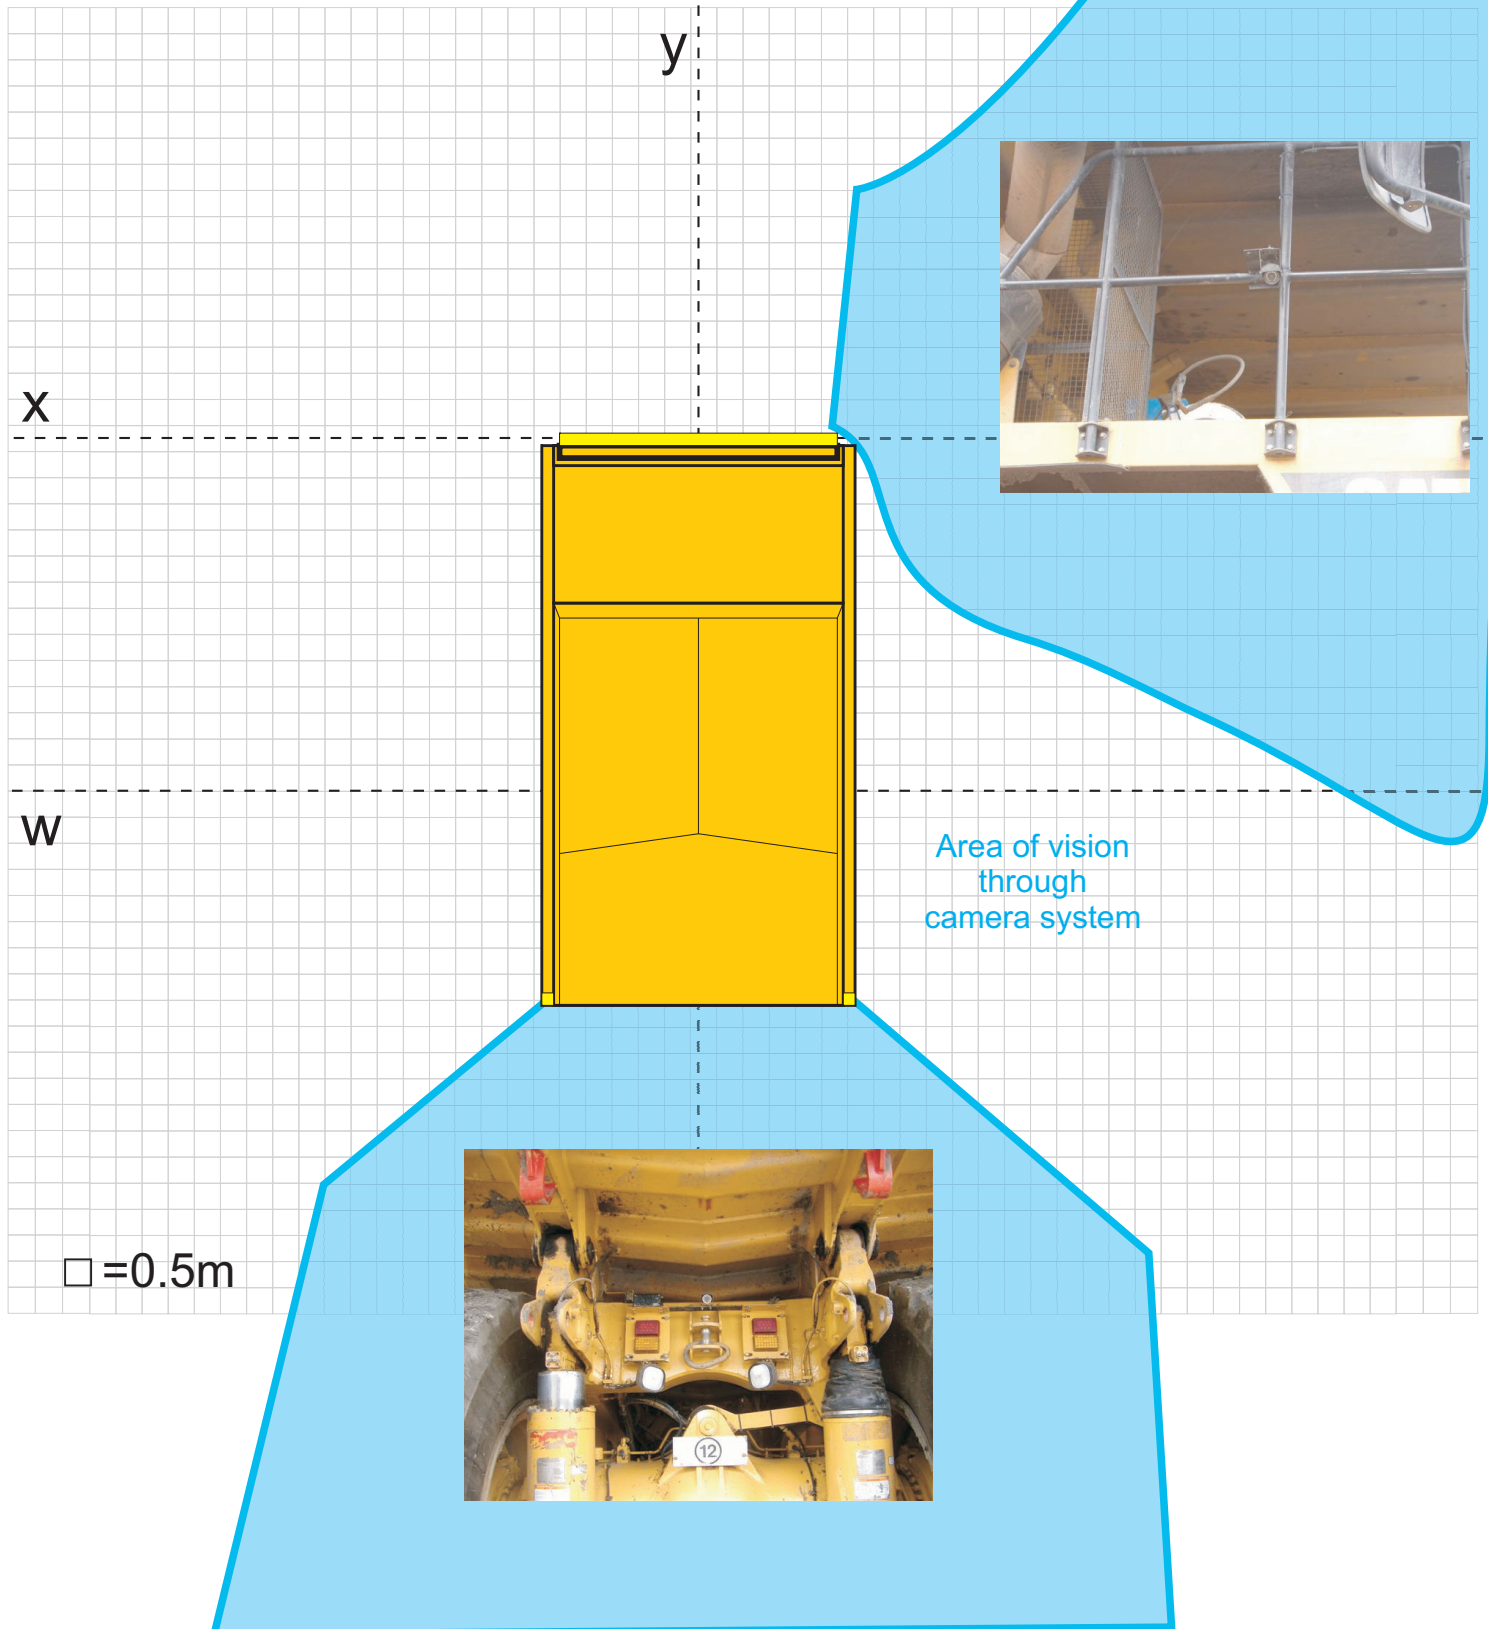 y
x
w
Area of vision
through
camera system
□ =0.5m
12